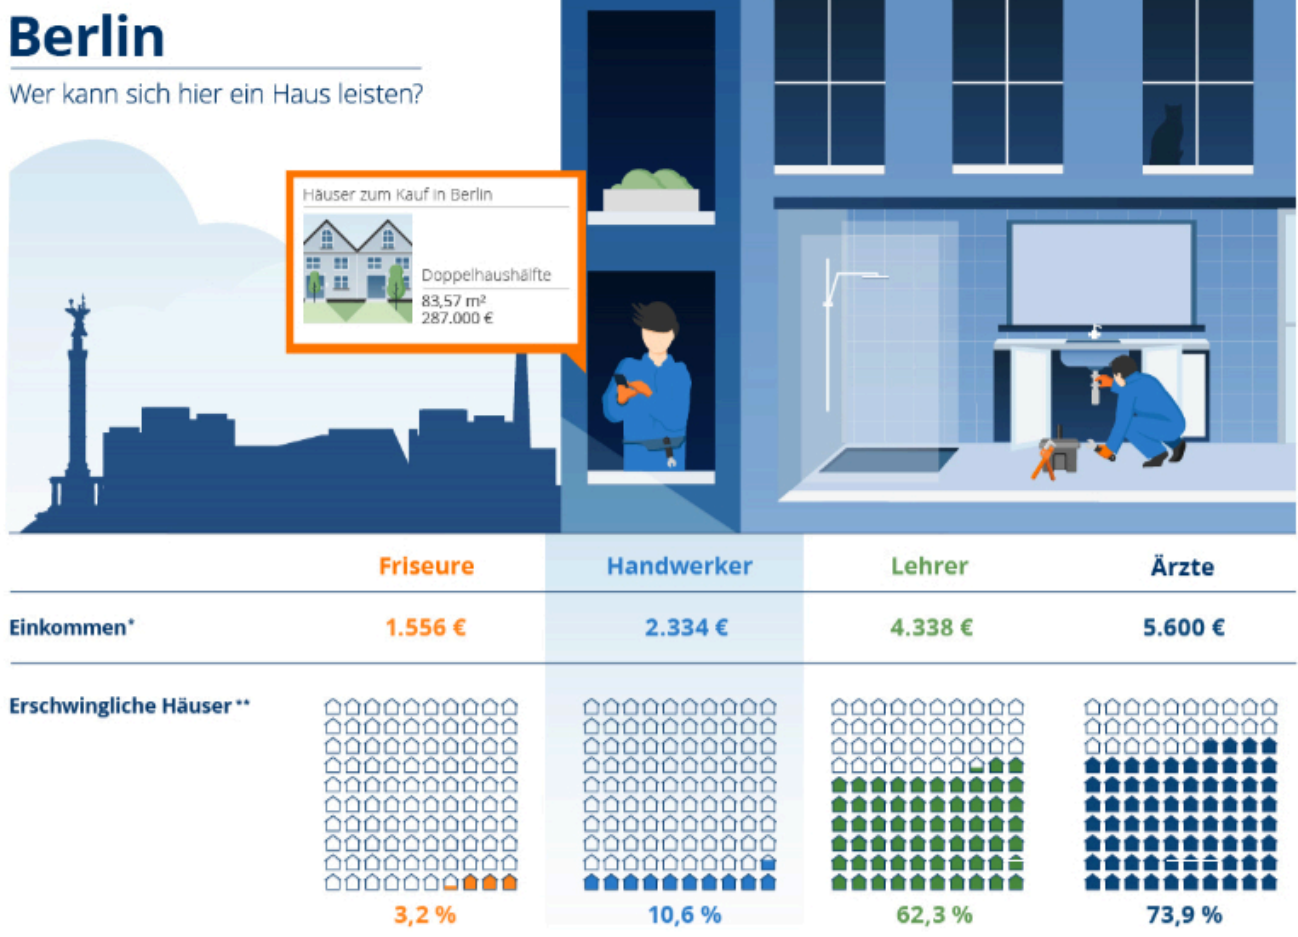 Berlin
Wer kann sich hier ein Haus leisten?
Häuser zum Kauf in Berlin
Doppelhaushälfte
83,57 m²
287.000 €
Friseure Handwerker Lehrer Ärzte
Einkommen* 1.556 € 2.334 € 4.338 € 5.600 €
Erschwingliche Häuser**
3,2 % 10,6 % 62,3 % 73,9 %